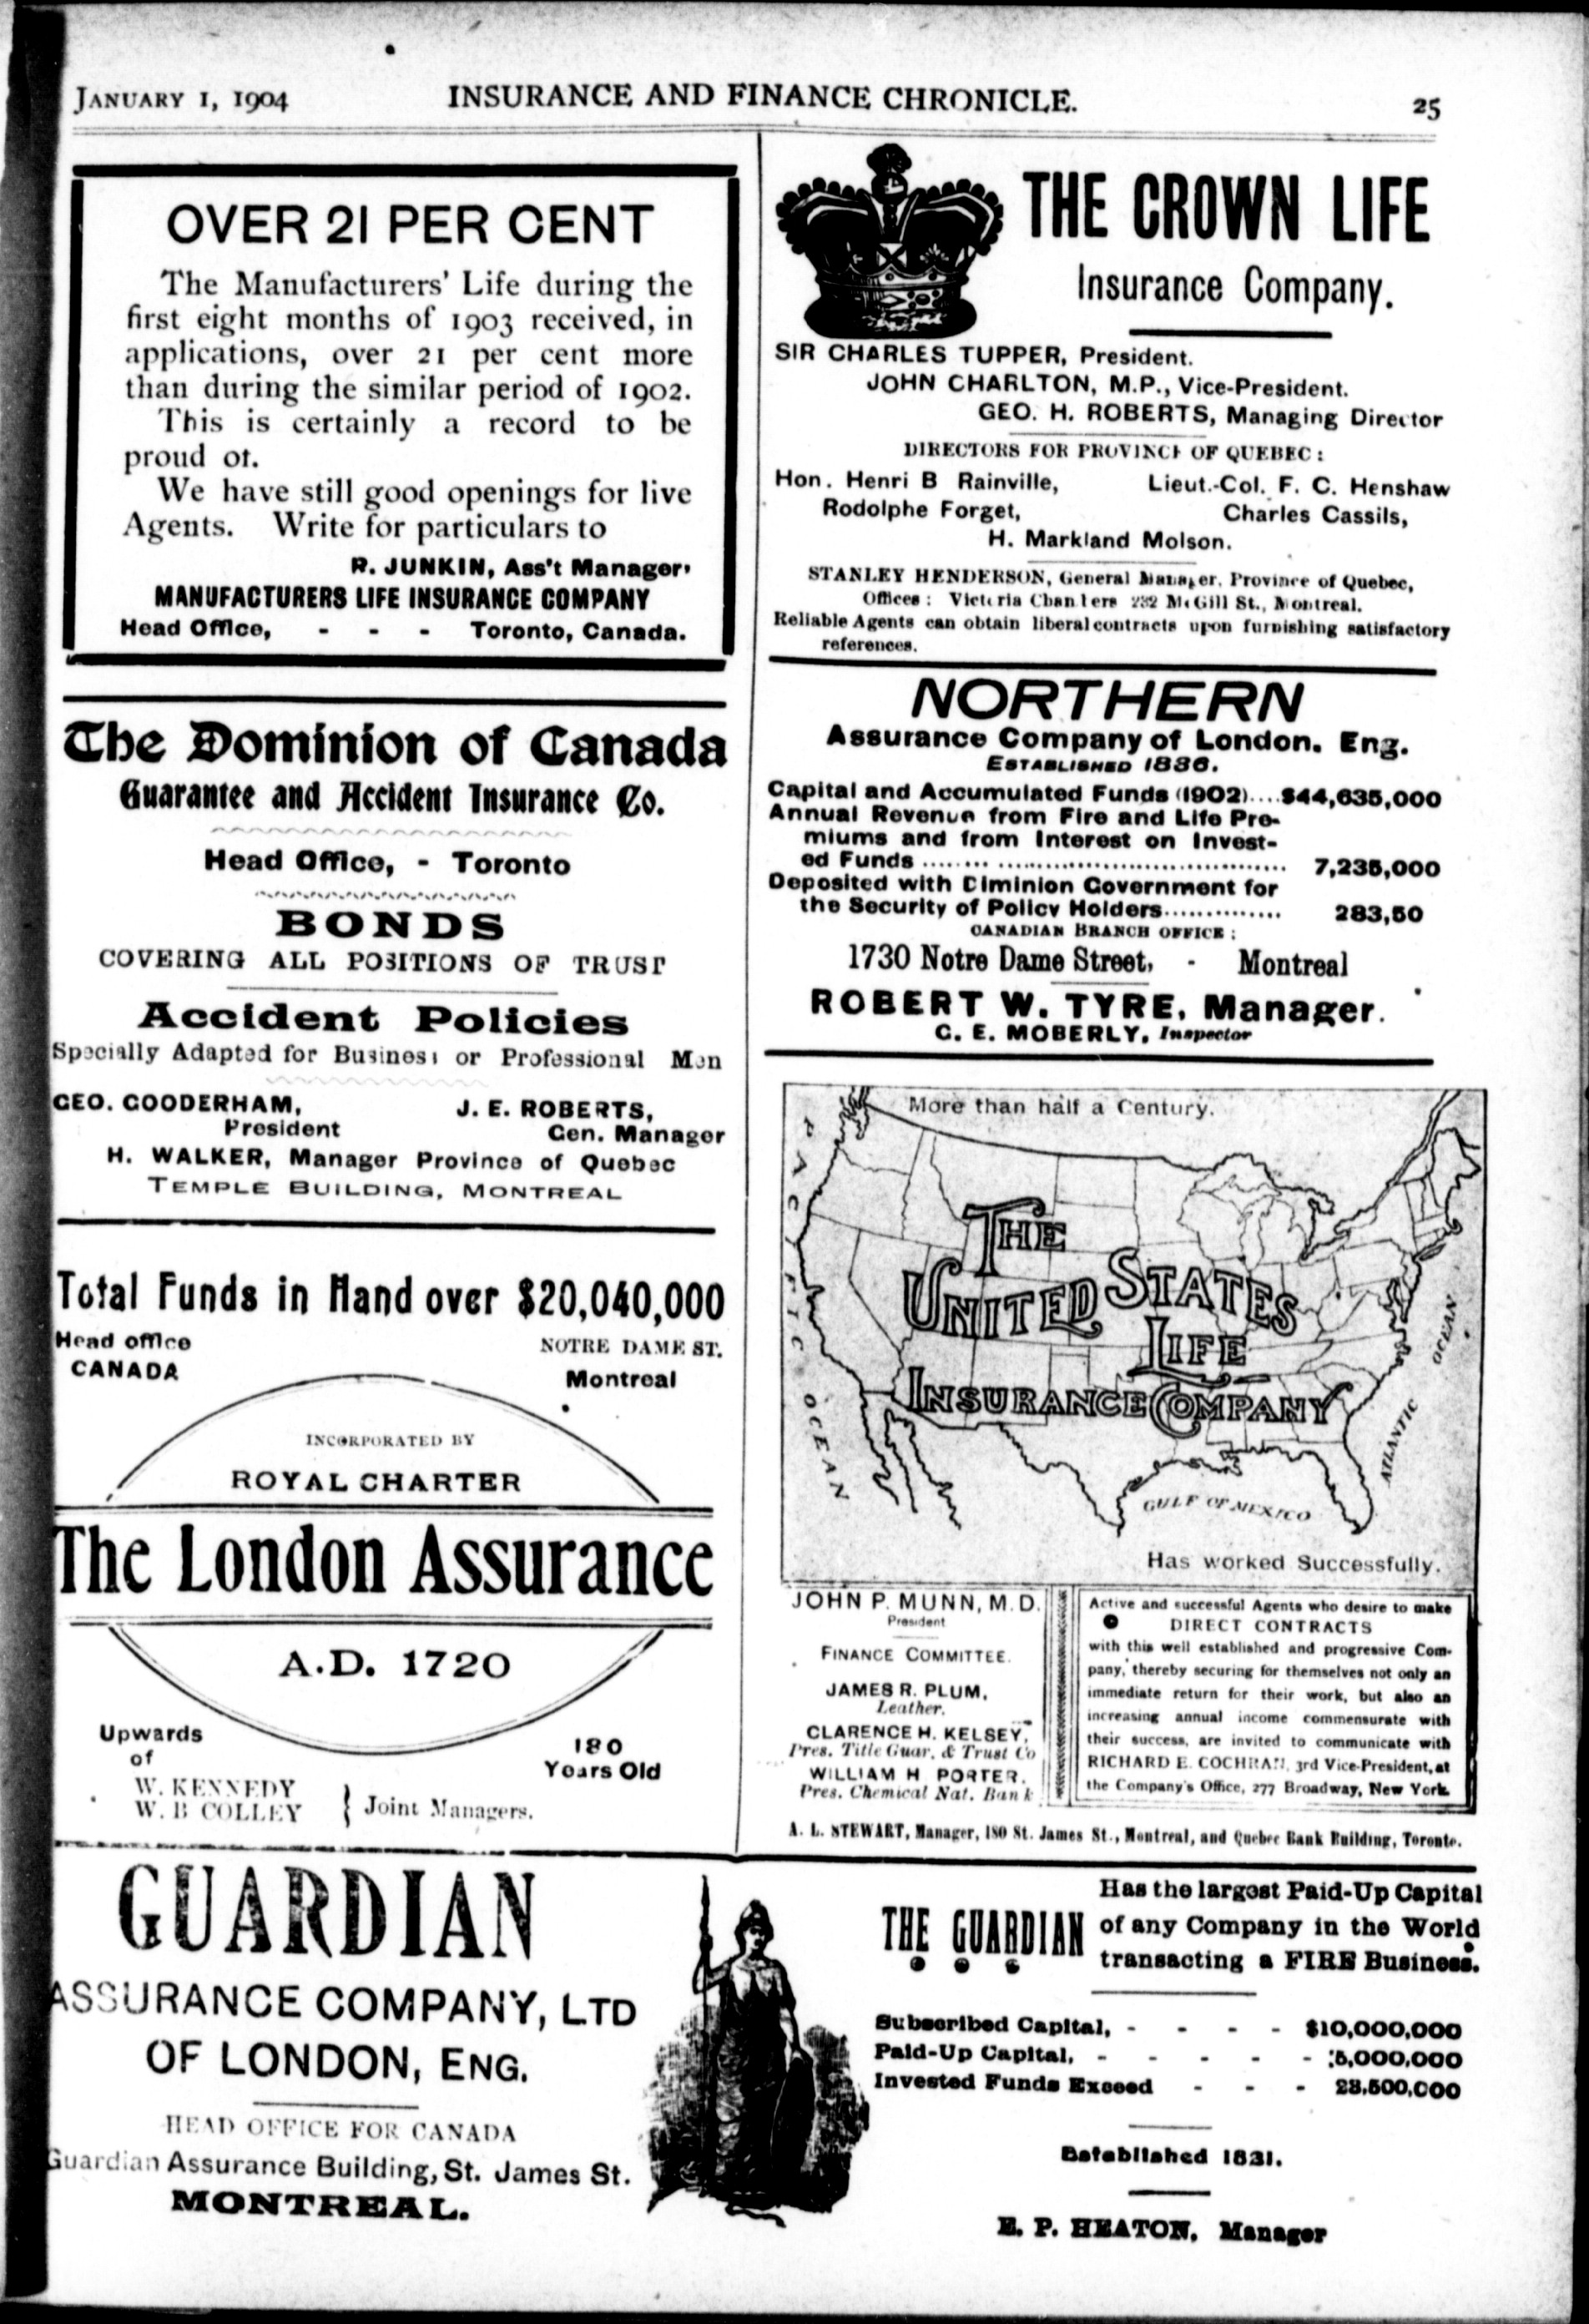 JANUARY 1, 1904
INSURANCE AND FINANCE CHRONICLE.
25
OVER 21 PER CENT
The Manufacturers' Life during the
first eight months of 1903 received, in
applications, over 21 per cent more
than during the similar period of 1902.
This is certainly a record to be
proud of.
We have still good openings for live
Agents. Write for particulars to
R. JUNKIN, Ass't Manager,
MANUFACTURERS LIFE INSURANCE COMPANY
Head Office, - - - Toronto, Canada.
The Dominion of Canada
Guarantee and Accident Insurance Co.
Head Office, - Toronto
BONDS
COVERING ALL POSITIONS OF TRUST
Accident Policies
Specially Adapted for Business or Professional Men
GEO. GOODERHAM,
President
J. E. ROBERTS,
Gen. Manager
H. WALKER, Manager Province of Quebec
TEMPLE BUILDING, MONTREAL
Total Funds in Hand over $20,040,000
Head office
CANADA
NOTRE DAME ST.
Montreal
INCORPORATED BY
ROYAL CHARTER
The London Assurance
A.D. 1720
Upwards
of
180
Years Old
W. KENNEDY
W. B COLLEY
} Joint Managers.
THE CROWN LIFE
Insurance Company.
SIR CHARLES TUPPER, President.
JOHN CHARLTON, M.P., Vice-President.
GEO. H. ROBERTS, Managing Director
DIRECTORS FOR PROVINCE OF QUEBEC :
Hon. Henri B Rainville, Lieut.-Col. F. C. Henshaw
Rodolphe Forget, Charles Cassils,
H. Markland Molson.
STANLEY HENDERSON, General Manager, Province of Quebec,
Offices : Victoria Chambers 232 McGill St., Montreal.
Reliable Agents can obtain liberal contracts upon furnishing satisfactory
references.
NORTHERN
Assurance Company of London, Eng.
ESTABLISHED 1836.
Capital and Accumulated Funds (1902)....$44,635,000
Annual Revenue from Fire and Life Pre-
miums and from Interest on Invest-
ed Funds ........ 7,235,000
Deposited with Diminion Government for
the Security of Policy Holders.............. 283,50
CANADIAN BRANCH OFFICE :
1730 Notre Dame Street, - Montreal
ROBERT W. TYRE, Manager.
C. E. MOBERLY, Inspector
More than half a Century.
PACIFIC OCEAN
THE
UNITED STATES
LIFE
INSURANCE COMPANY
ATLANTIC OCEAN
GULF OF MEXICO
Has worked Successfully.
JOHN P. MUNN, M.D.
President
FINANCE COMMITTEE.
JAMES R. PLUM,
Leather.
CLARENCE H. KELSEY,
Pres. Title Guar. & Trust Co
WILLIAM H PORTER,
Pres. Chemical Nat. Bank
Active and successful Agents who desire to make
DIRECT CONTRACTS
with this well established and progressive Com-
pany, thereby securing for themselves not only an
immediate return for their work, but also an
increasing annual income commensurate with
their success, are invited to communicate with
RICHARD E. COCHRAN, 3rd Vice-President, at
the Company's Office, 277 Broadway, New York.
A. L. STEWART, Manager, 180 St. James St., Montreal, and Quebec Bank Building, Toronto.
GUARDIAN
ASSURANCE COMPANY, LTD
OF LONDON, ENG.
HEAD OFFICE FOR CANADA
Guardian Assurance Building, St. James St.
MONTREAL.
THE GUARDIAN
Has the largest Paid-Up Capital
of any Company in the World
transacting a FIRE Business.
Subscribed Capital, - - - - $10,000,000
Paid-Up Capital, - - - - - 5,000,000
Invested Funds Exceed - - - 23,500,000
Established 1821.
E. P. HEATON, Manager